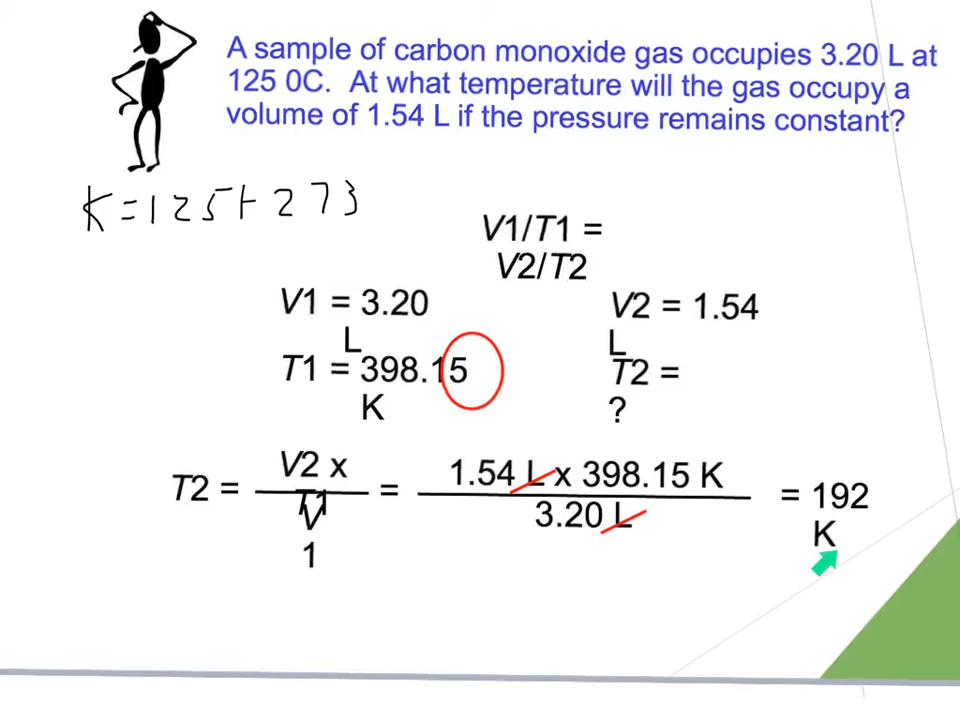 A sample of carbon monoxide gas occupies 3.20 L at
125 0C.  At what temperature will the gas occupy a
volume of 1.54 L if the pressure remains constant?
K=125+273
V1/T1 =
V2/T2
V1 = 3.20
L
T1 = 398.15
K
V2 = 1.54
L
T2 =
?
T2 =
V2 x
T1
V
1
=
1.54 L x 398.15 K
3.20 L
= 192
K